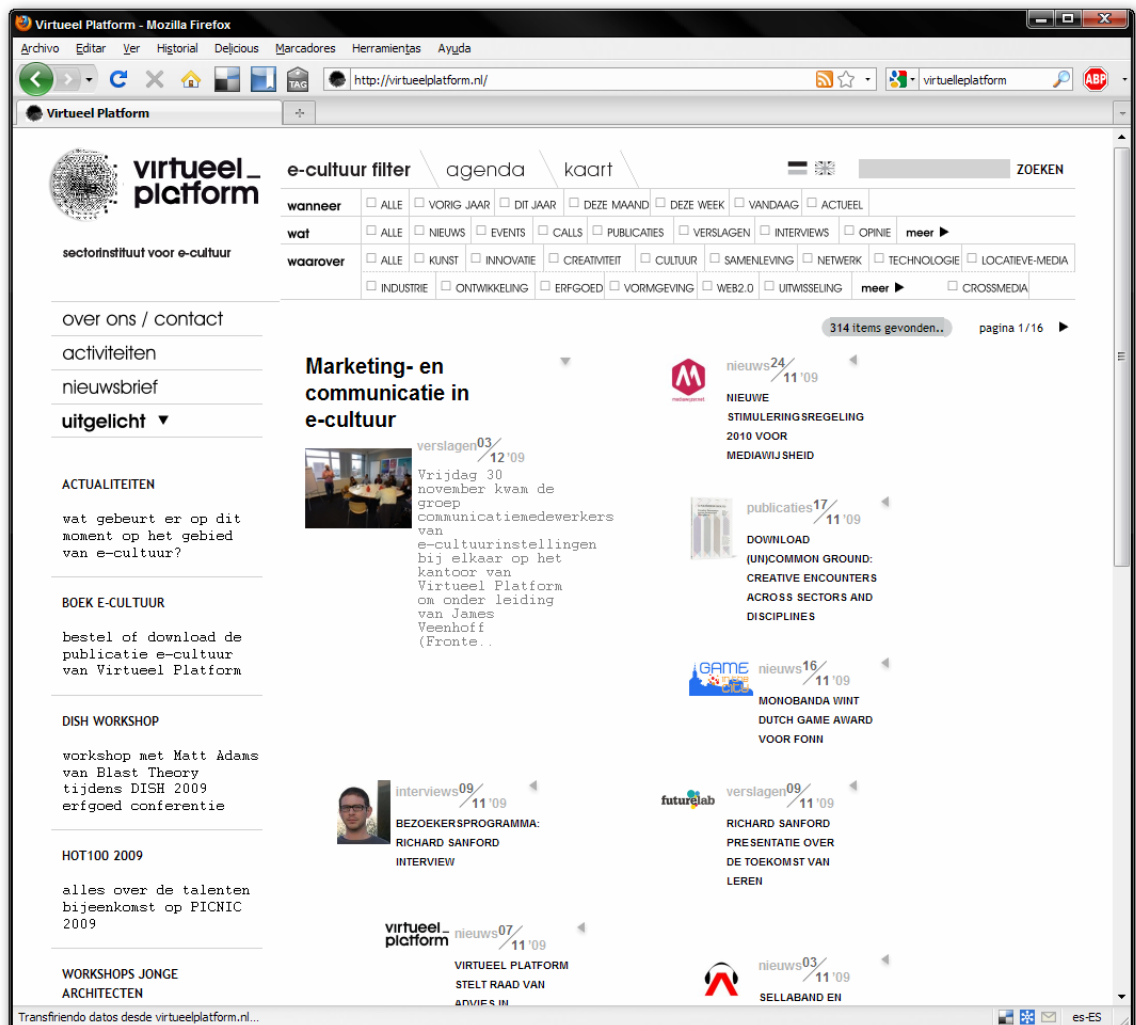 Virtueel Platform - Mozilla Firefox
Archivo Editar Ver Historial Delicious Marcadores Herramientas Ayuda
TAG
http://virtueelplatform.nl/
virtuelleplatform
ABP
Virtueel Platform
virtueel_
platform
sectorinstituut voor e-cultuur
e-cultuur filter agenda kaart
ZOEKEN
wanneer ALLE VORIG JAAR DIT JAAR DEZE MAAND DEZE WEEK VANDAAG ACTUEEL
wat ALLE NIEUWS EVENTS CALLS PUBLICATIES VERSLAGEN INTERVIEWS OPINIE meer
waarover ALLE KUNST INNOVATIE CREATIVITEIT CULTUUR SAMENLEVING NETWERK TECHNOLOGIE LOCATIEVE-MEDIA
INDUSTRIE ONTWIKKELING ERFGOED VORMGEVING WEB2.0 UITWISSELING meer CROSSMEDIA
314 items gevonden.. pagina 1/16
over ons / contact
activiteiten
nieuwsbrief
uitgelicht
ACTUALITEITEN
wat gebeurt er op dit
moment op het gebied
van e-cultuur?
BOEK E-CULTUUR
bestel of download de
publicatie e-cultuur
van Virtueel Platform
DISH WORKSHOP
workshop met Matt Adams
van Blast Theory
tijdens DISH 2009
erfgoed conferentie
HOT100 2009
alles over de talenten
bijeenkomst op PICNIC
2009
WORKSHOPS JONGE
ARCHITECTEN
Marketing- en
communicatie in
e-cultuur
verslagen 03/12 '09
Vrijdag 30
november kwam de
groep
communicatiemedewerkers
van
e-cultuurinstellingen
bij elkaar op het
kantoor van
Virtueel Platform
om onder leiding
van James
Veenhoff
(Fronte..
nieuws 24/11 '09
NIEUWE
STIMULERINGSREGELING
2010 VOOR
MEDIAWIJSHEID
publicaties 17/11 '09
DOWNLOAD
(UN)COMMON GROUND:
CREATIVE ENCOUNTERS
ACROSS SECTORS AND
DISCIPLINES
GAME
IN THE
CITY
nieuws 16/11 '09
MONOBANDA WINT
DUTCH GAME AWARD
VOOR FONN
interviews 09/11 '09
BEZOEKERSPROGRAMMA:
RICHARD SANFORD
INTERVIEW
futurelab
verslagen 09/11 '09
RICHARD SANFORD
PRESENTATIE OVER
DE TOEKOMST VAN
LEREN
virtueel_
platform
nieuws 07/11 '09
VIRTUEEL PLATFORM
STELT RAAD VAN
ADVIES IN
nieuws 03/11 '09
SELLABAND EN
Transfiriendo datos desde virtueelplatform.nl...
es-ES